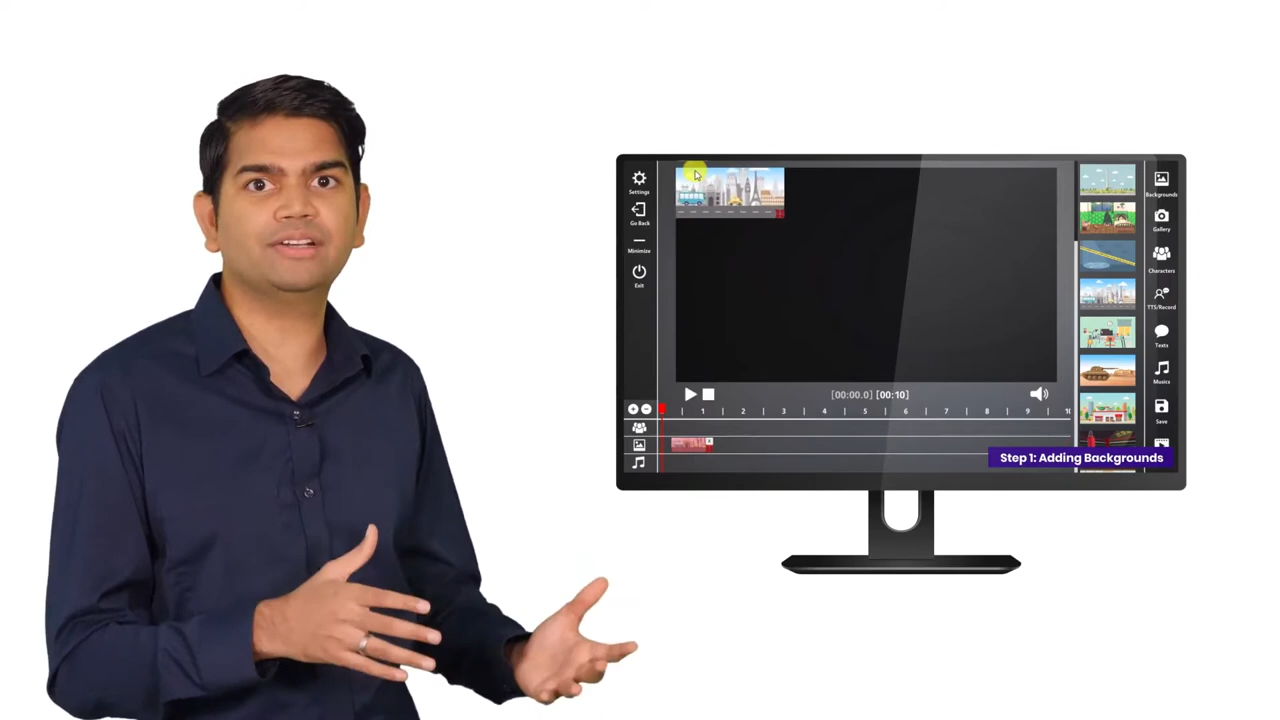 Settings
Go Back
Minimize
Exit
[00:00.0] [00:10]
1 2 3 4 5 6 7 8 9 10
Backgrounds
Gallery
Characters
TTS/Record
Texts
Musics
Save
Step 1: Adding Backgrounds